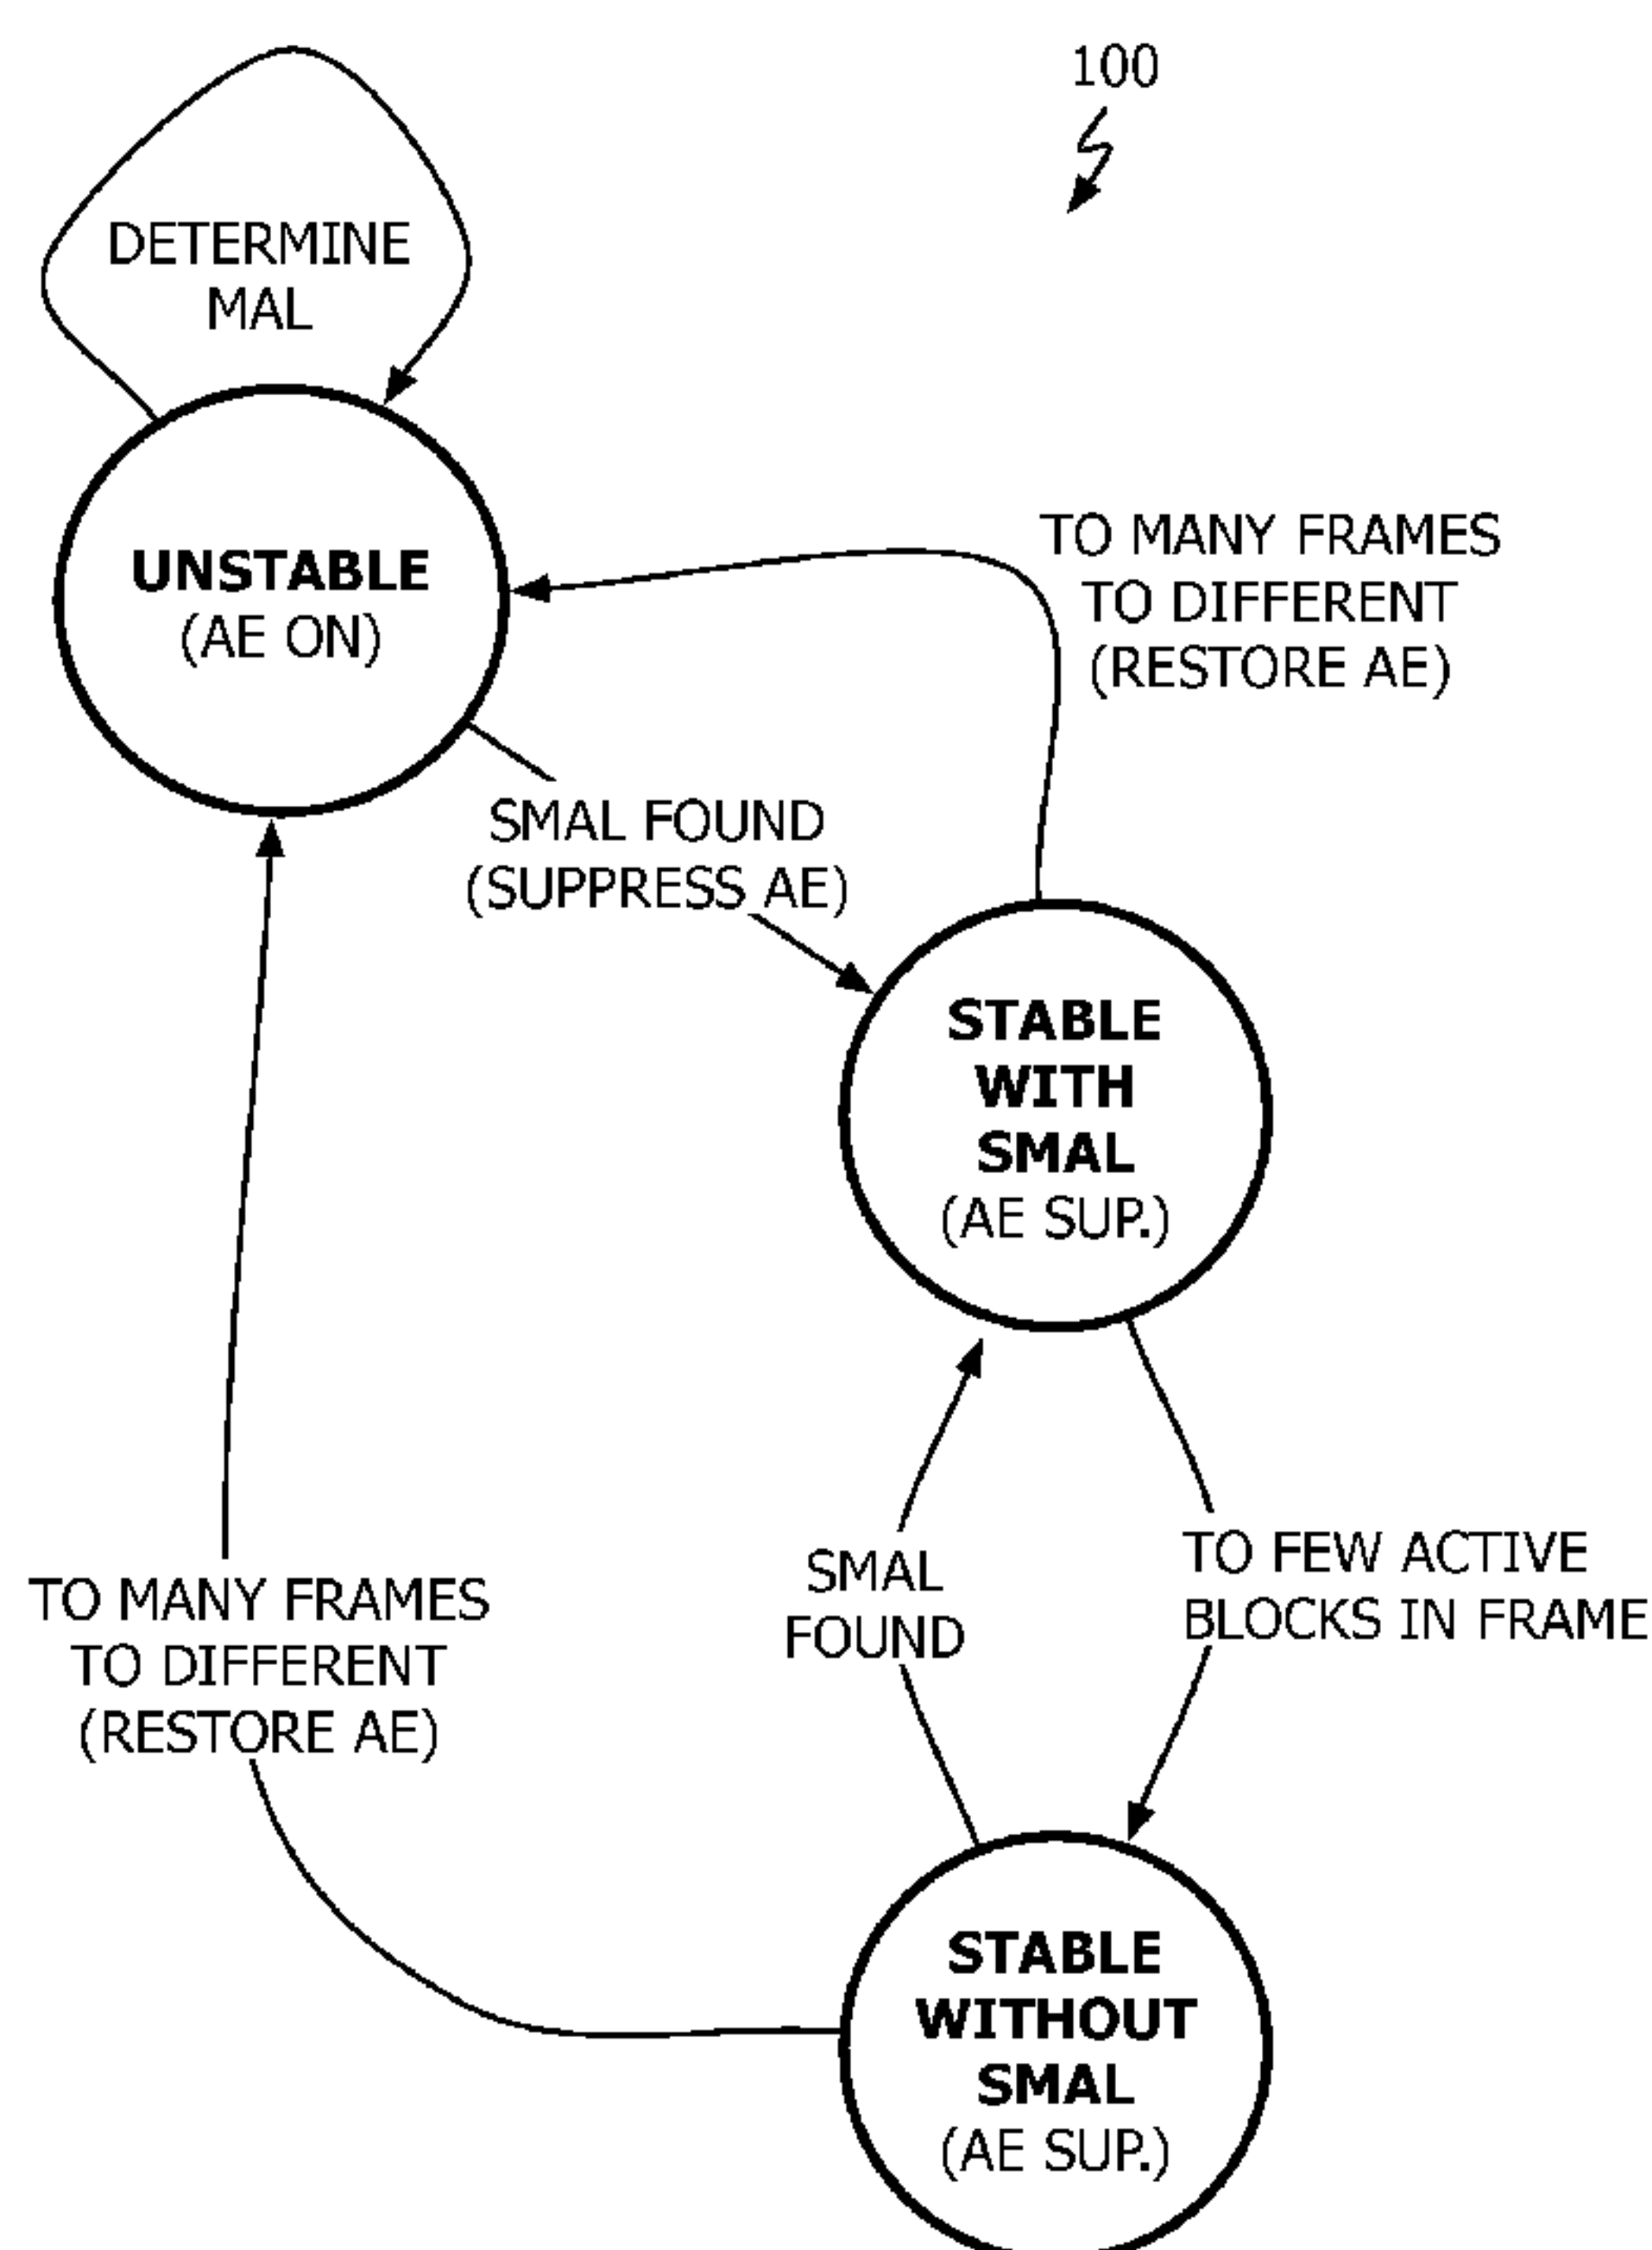 100
DETERMINE
MAL
UNSTABLE
(AE ON)
TO MANY FRAMES
TO DIFFERENT
(RESTORE AE)
SMAL FOUND
(SUPPRESS AE)
STABLE
WITH
SMAL
(AE SUP.)
SMAL
FOUND
TO FEW ACTIVE
BLOCKS IN FRAME
TO MANY FRAMES
TO DIFFERENT
(RESTORE AE)
STABLE
WITHOUT
SMAL
(AE SUP.)